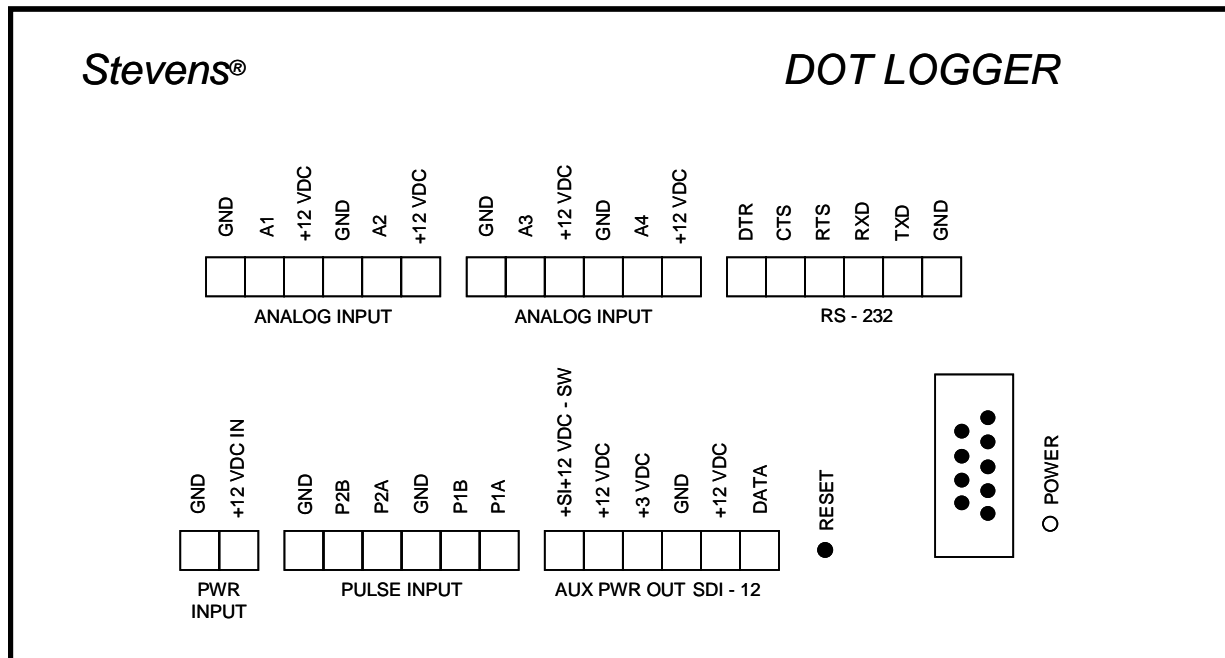 Stevens®
DOT LOGGER
GND
A1
+12 VDC
GND
A2
+12 VDC
ANALOG INPUT
GND
A3
+12 VDC
GND
A4
+12 VDC
ANALOG INPUT
DTR
CTS
RTS
RXD
TXD
GND
RS - 232
GND
+12 VDC IN
PWR
INPUT
GND
P2B
P2A
GND
P1B
P1A
PULSE INPUT
+SI+12 VDC - SW
+12 VDC
+3 VDC
GND
+12 VDC
DATA
AUX PWR OUT SDI - 12
RESET
POWER